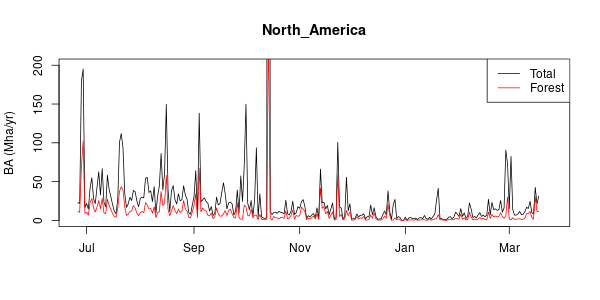 North_America
BA (Mha/yr)
200
150
100
50
0
Total
Forest
Jul Sep Nov Jan Mar